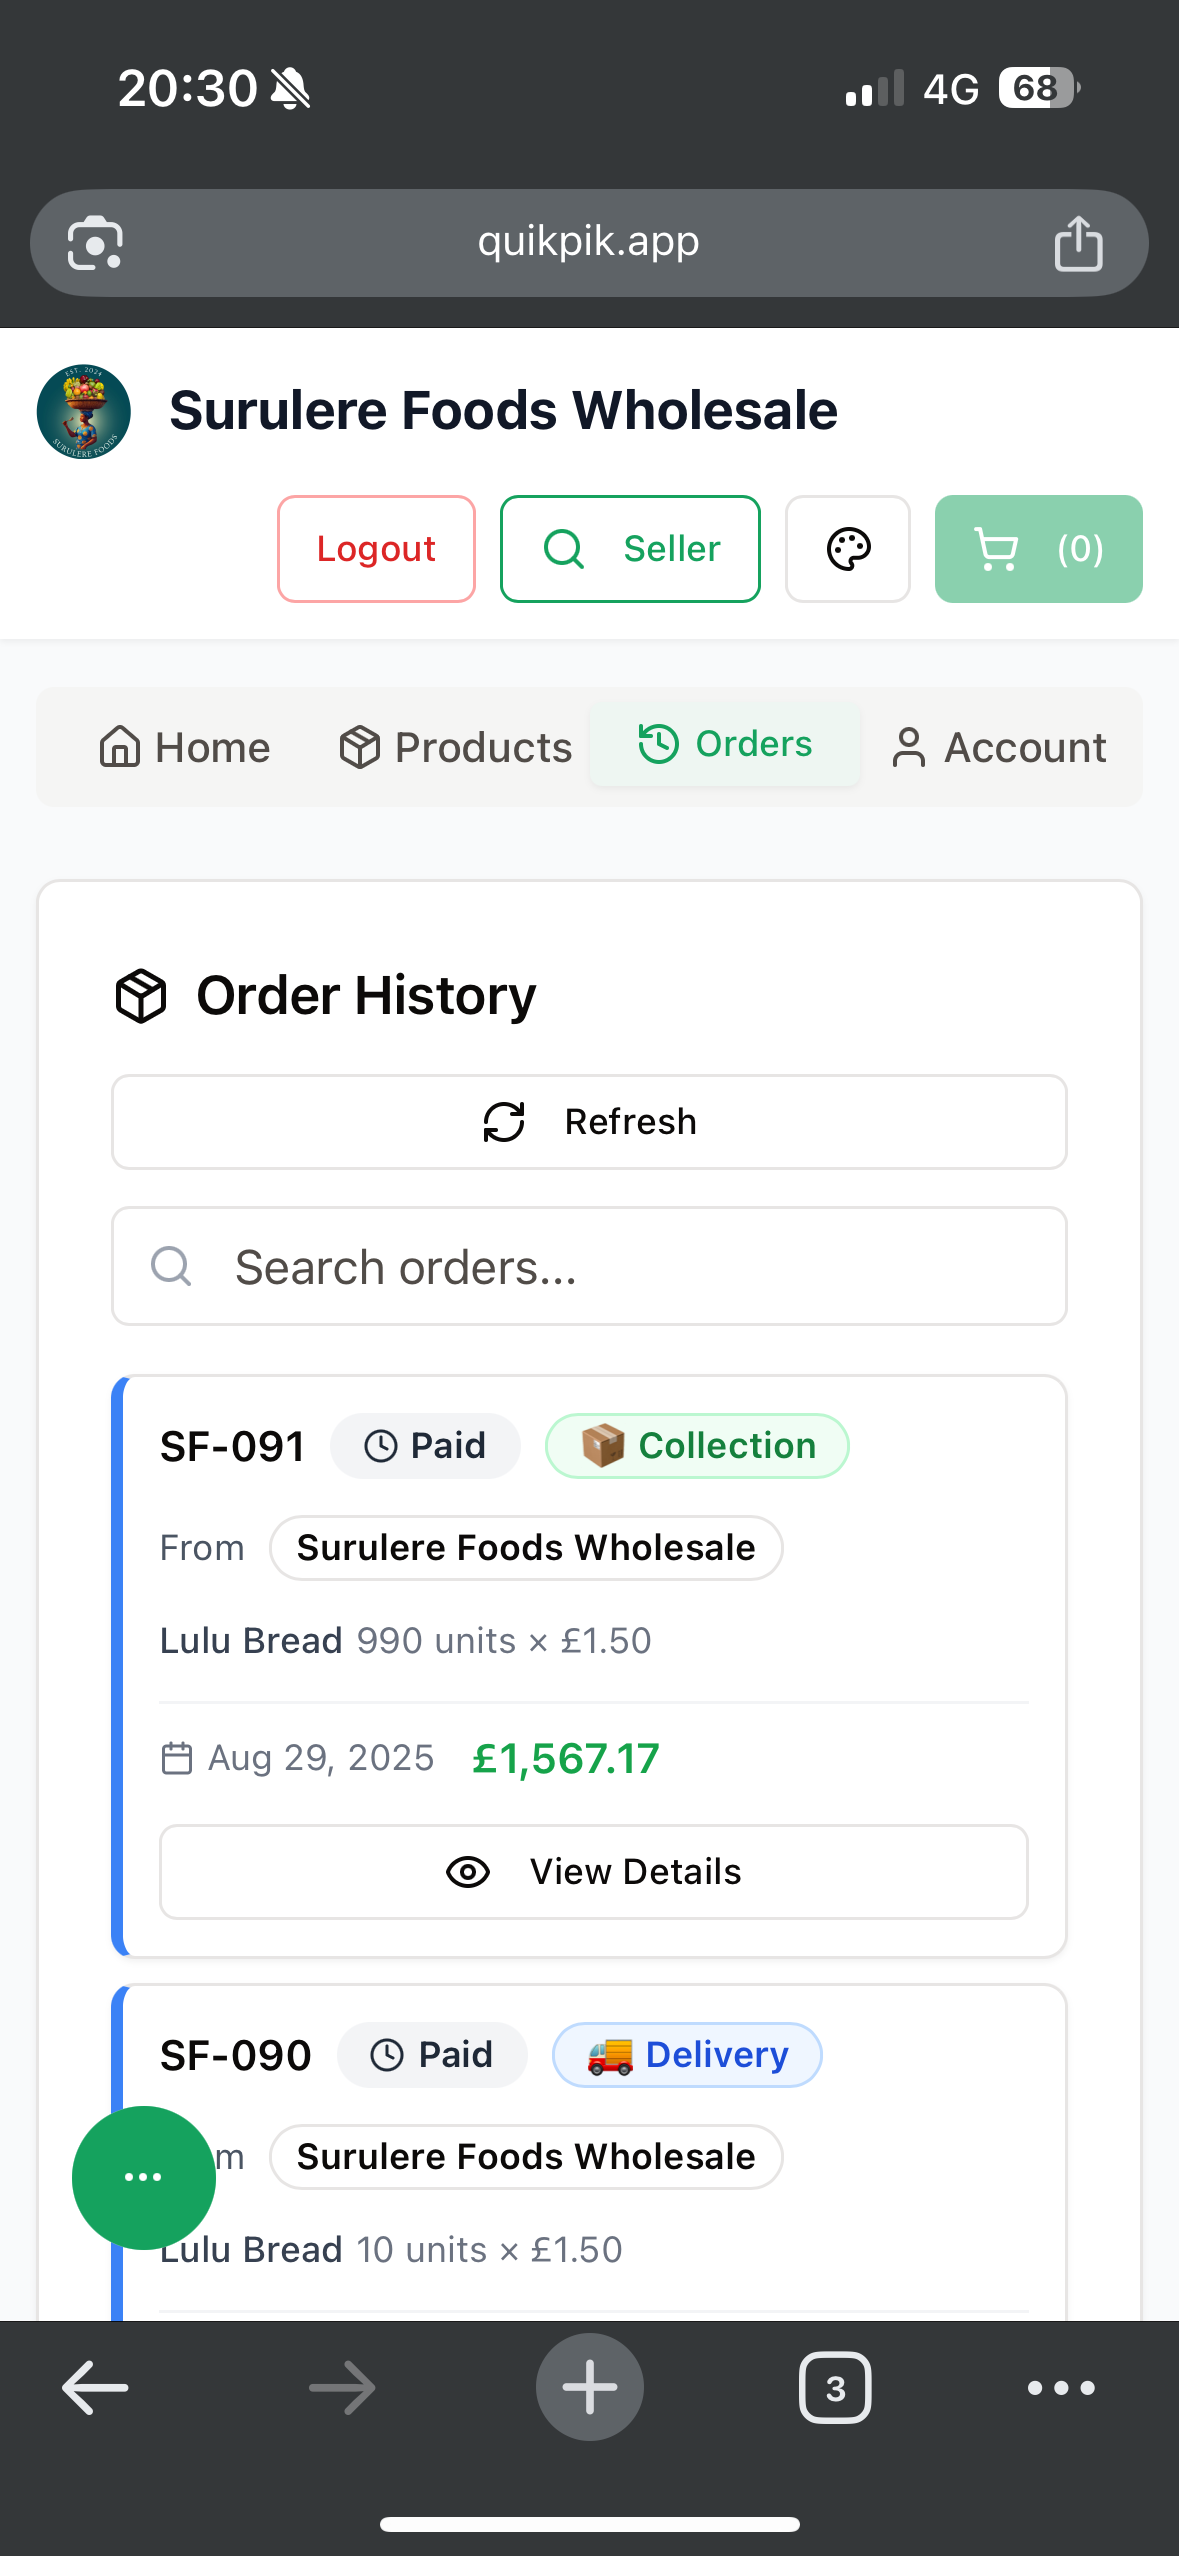 20:30 4G 68
quikpik.app
EST. 2024
SURULERE FOODS
Surulere Foods Wholesale
Logout Seller (0)
Home Products Orders Account
Order History
Refresh
Search orders...
SF-091 Paid 📦 Collection
From Surulere Foods Wholesale
Lulu Bread 990 units × £1.50
Aug 29, 2025 £1,567.17
View Details
SF-090 Paid 🚚 Delivery
m Surulere Foods Wholesale
Lulu Bread 10 units × £1.50
3